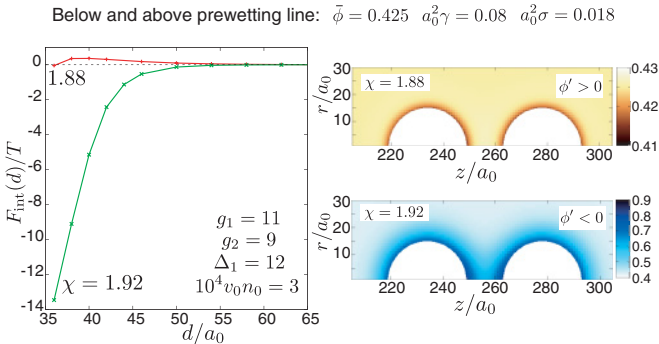 Below and above prewetting line: ϕ̄ = 0.425 a₀²γ = 0.08 a₀²σ = 0.018
F_int(d)/T
0
-2
-4
-6
-8
-10
-12
-14
1.88
χ = 1.92
g₁ = 11
g₂ = 9
Δ₁ = 12
10⁴v₀n₀ = 3
35 40 45 50 55 60 65
d/a₀
r/a₀
30
20
10
χ = 1.88
ϕ′ > 0
220 240 260 280 300
z/a₀
0.43
0.42
0.41
r/a₀
30
20
10
χ = 1.92
ϕ′ < 0
220 240 260 280 300
z/a₀
0.9
0.8
0.7
0.6
0.5
0.4